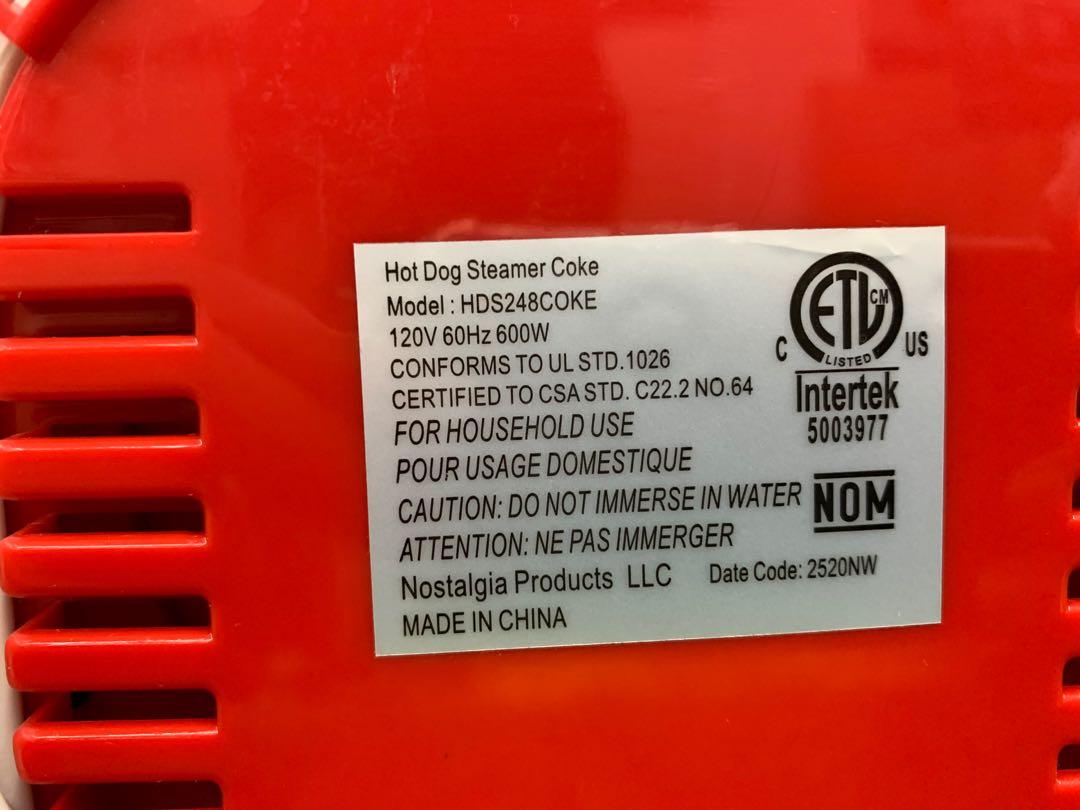 Hot Dog Steamer Coke
Model : HDS248COKE
120V 60Hz 600W
CONFORMS TO UL STD.1026
CERTIFIED TO CSA STD. C22.2 NO.64
FOR HOUSEHOLD USE
POUR USAGE DOMESTIQUE
CAUTION: DO NOT IMMERSE IN WATER
ATTENTION: NE PAS IMMERGER
Nostalgia Products LLC
Date Code: 2520NW
MADE IN CHINA
ETL CM
LISTED
C US
Intertek
5003977
NOM